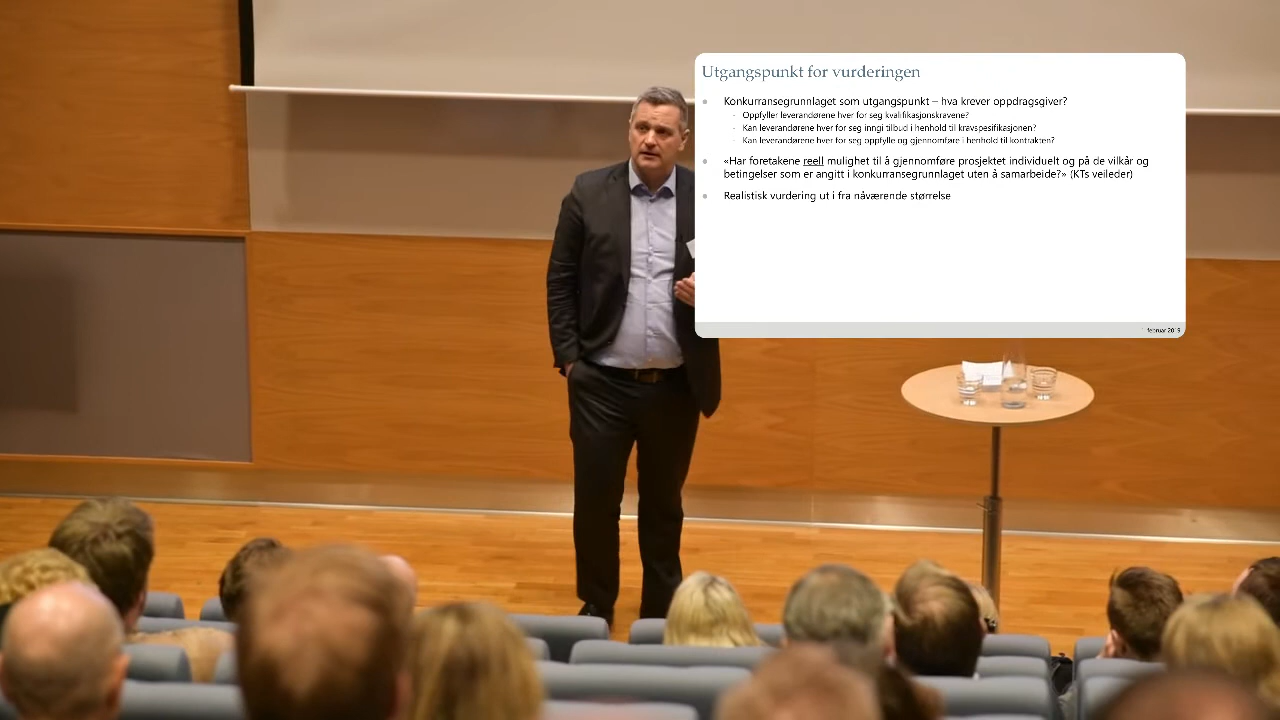 Utgangspunkt for vurderingen
Konkurransegrunnlaget som utgangspunkt – hva krever oppdragsgiver?
Oppfyller leverandørene hver for seg kvalifikasjonskravene?
Kan leverandørene hver for seg inngi tilbud i henhold til kravspesifikasjonen?
Kan leverandørene hver for seg oppfylle og gjennomføre i henhold til kontrakten?
«Har foretakene reell mulighet til å gjennomføre prosjektet individuelt og på de vilkår og
betingelser som er angitt i konkurransegrunnlaget uten å samarbeide?» (KTs veileder)
Realistisk vurdering ut i fra nåværende størrelse
februar 2019